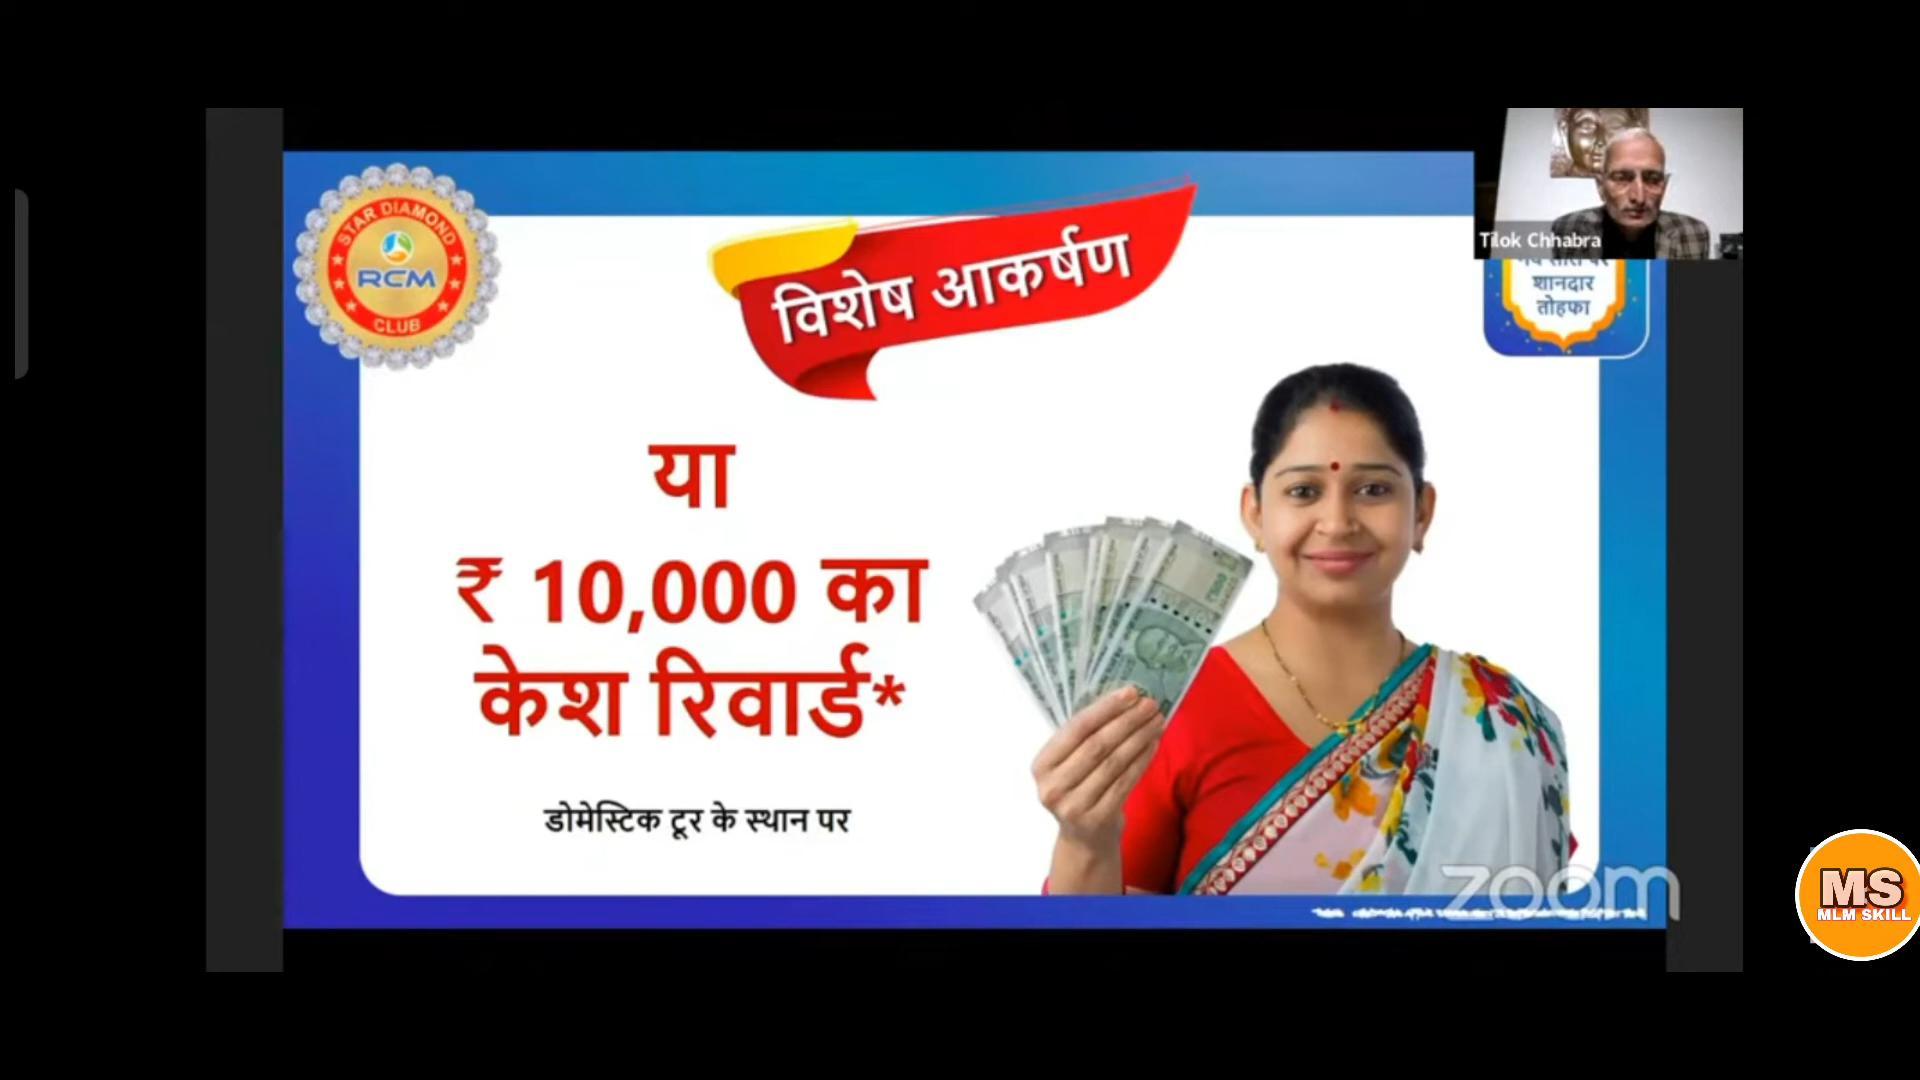 STAR DIAMOND
RCM
CLUB
विशेष आकर्षण
Tilok Chhabra
शानदार
तोहफा
या
₹ 10,000 का
केश रिवार्ड*
डोमेस्टिक टूर के स्थान पर
zoom
MS
MLM SKILL